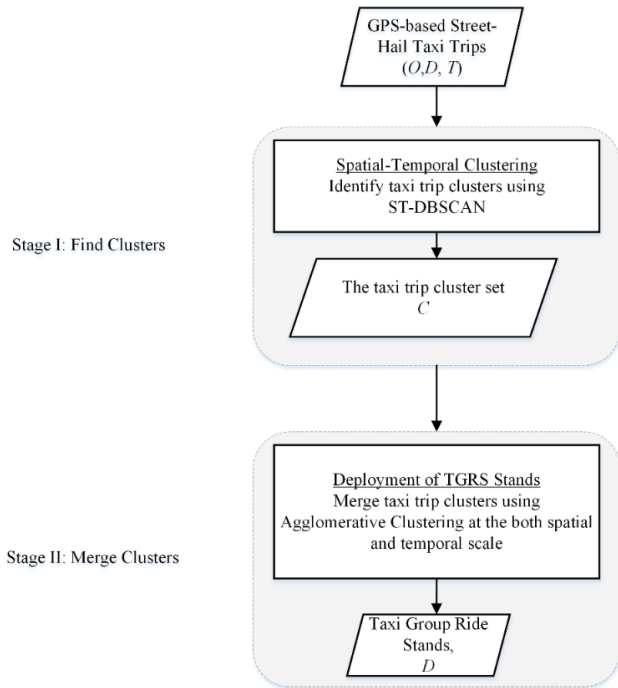 GPS-based Street-
Hail Taxi Trips
(O,D, T)
Spatial-Temporal Clustering
Identify taxi trip clusters using
ST-DBSCAN
Stage I: Find Clusters
The taxi trip cluster set
C
Deployment of TGRS Stands
Merge taxi trip clusters using
Agglomerative Clustering at the both spatial
and temporal scale
Stage II: Merge Clusters
Taxi Group Ride
Stands,
D